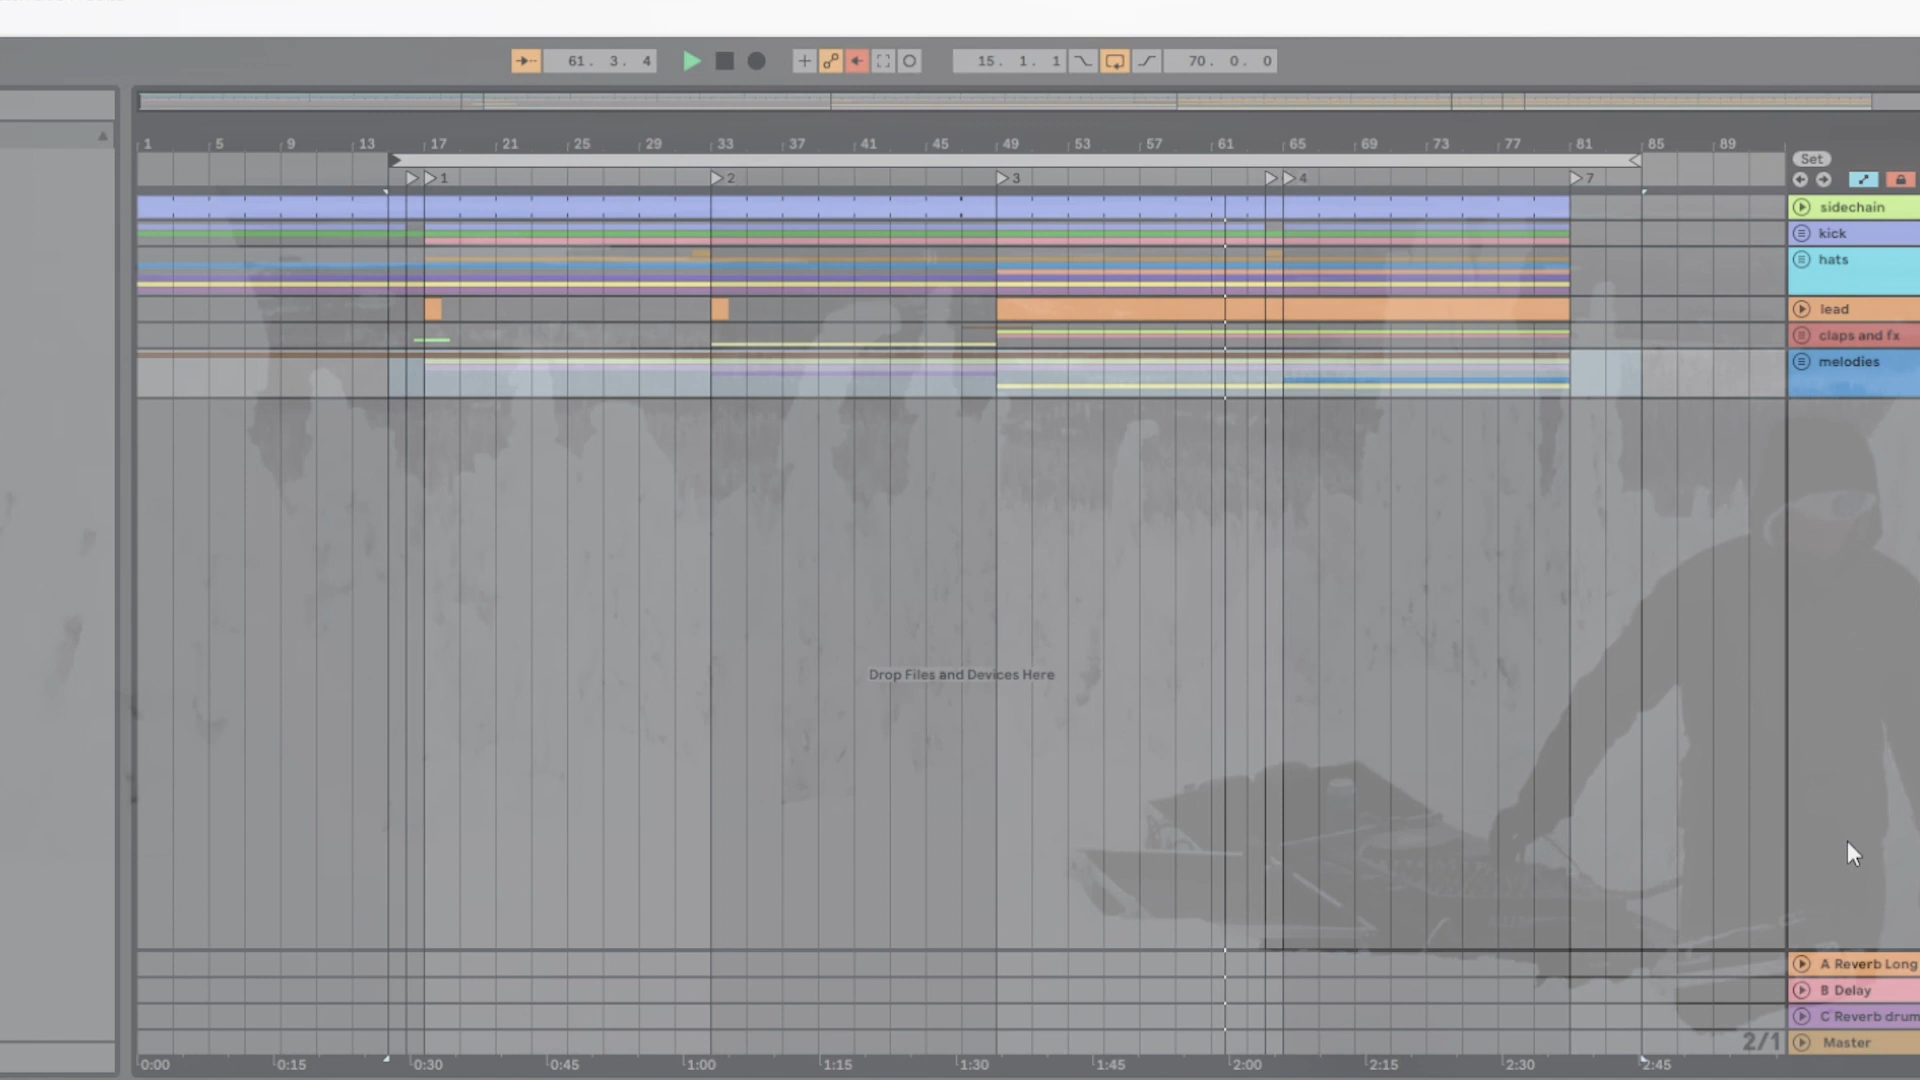 61. 3. 4
15. 1. 1
70. 0. 0
1 5 9 13 17 21 25 29 33 37 41 45 49 53 57 61 65 69 73 77 81 85 89
Set
1 2 3 4 7
sidechain
kick
hats
lead
claps and fx
melodies
Drop Files and Devices Here
A Reverb Long
B Delay
C Reverb drum
2/1
Master
0:00 0:15 0:30 0:45 1:00 1:15 1:30 1:45 2:00 2:15 2:30 2:45